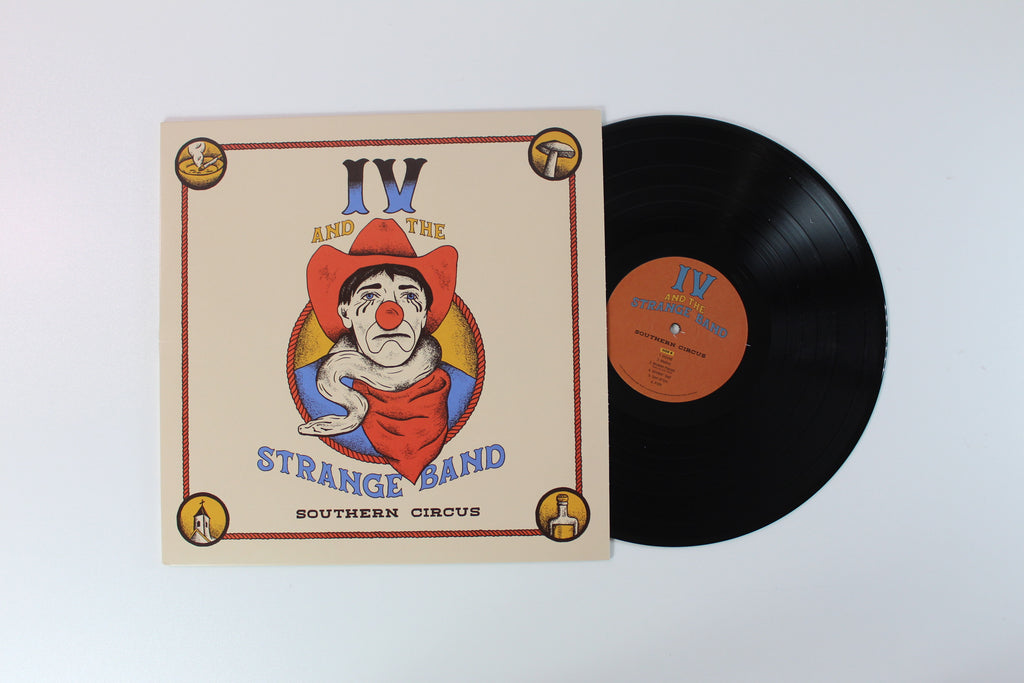 IV
AND THE
STRANGE BAND
SOUTHERN CIRCUS
IV
AND THE
STRANGE BAND
SOUTHERN CIRCUS